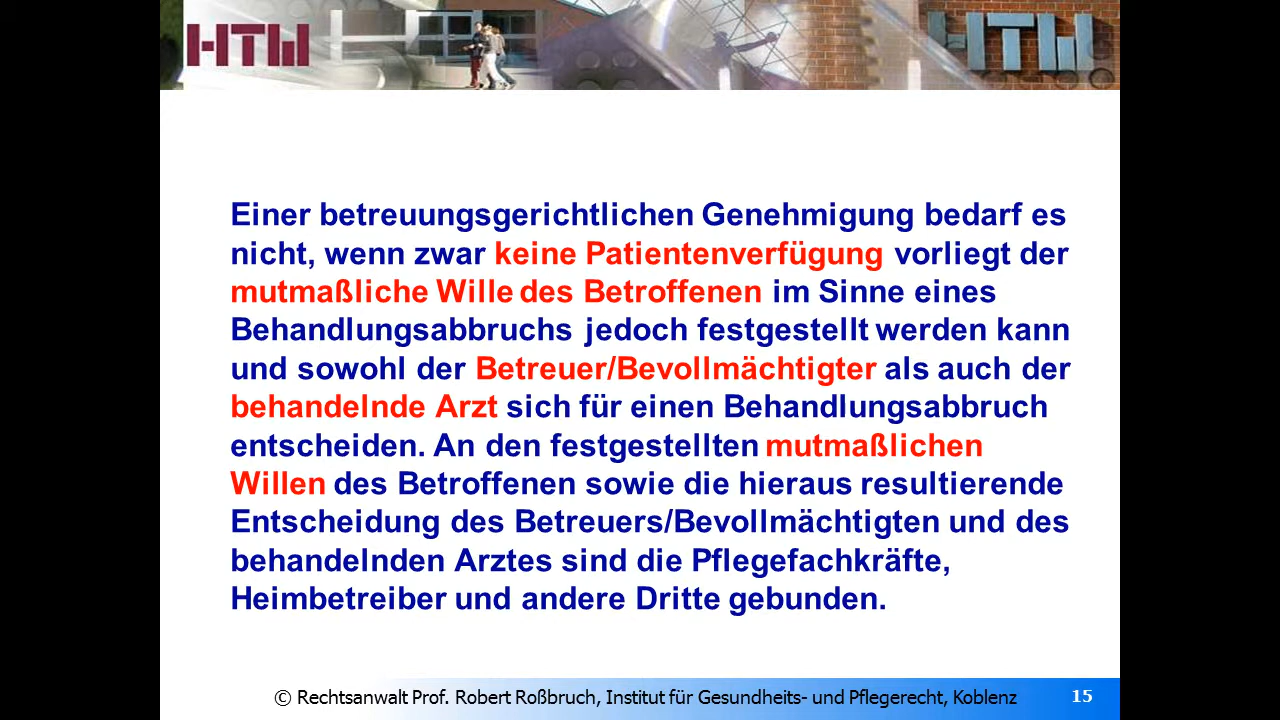 HTW
HTW
Einer betreuungsgerichtlichen Genehmigung bedarf es
nicht, wenn zwar keine Patientenverfügung vorliegt der
mutmaßliche Wille des Betroffenen im Sinne eines
Behandlungsabbruchs jedoch festgestellt werden kann
und sowohl der Betreuer/Bevollmächtigter als auch der
behandelnde Arzt sich für einen Behandlungsabbruch
entscheiden. An den festgestellten mutmaßlichen
Willen des Betroffenen sowie die hieraus resultierende
Entscheidung des Betreuers/Bevollmächtigten und des
behandelnden Arztes sind die Pflegefachkräfte,
Heimbetreiber und andere Dritte gebunden.
© Rechtsanwalt Prof. Robert Roßbruch, Institut für Gesundheits- und Pflegerecht, Koblenz 15